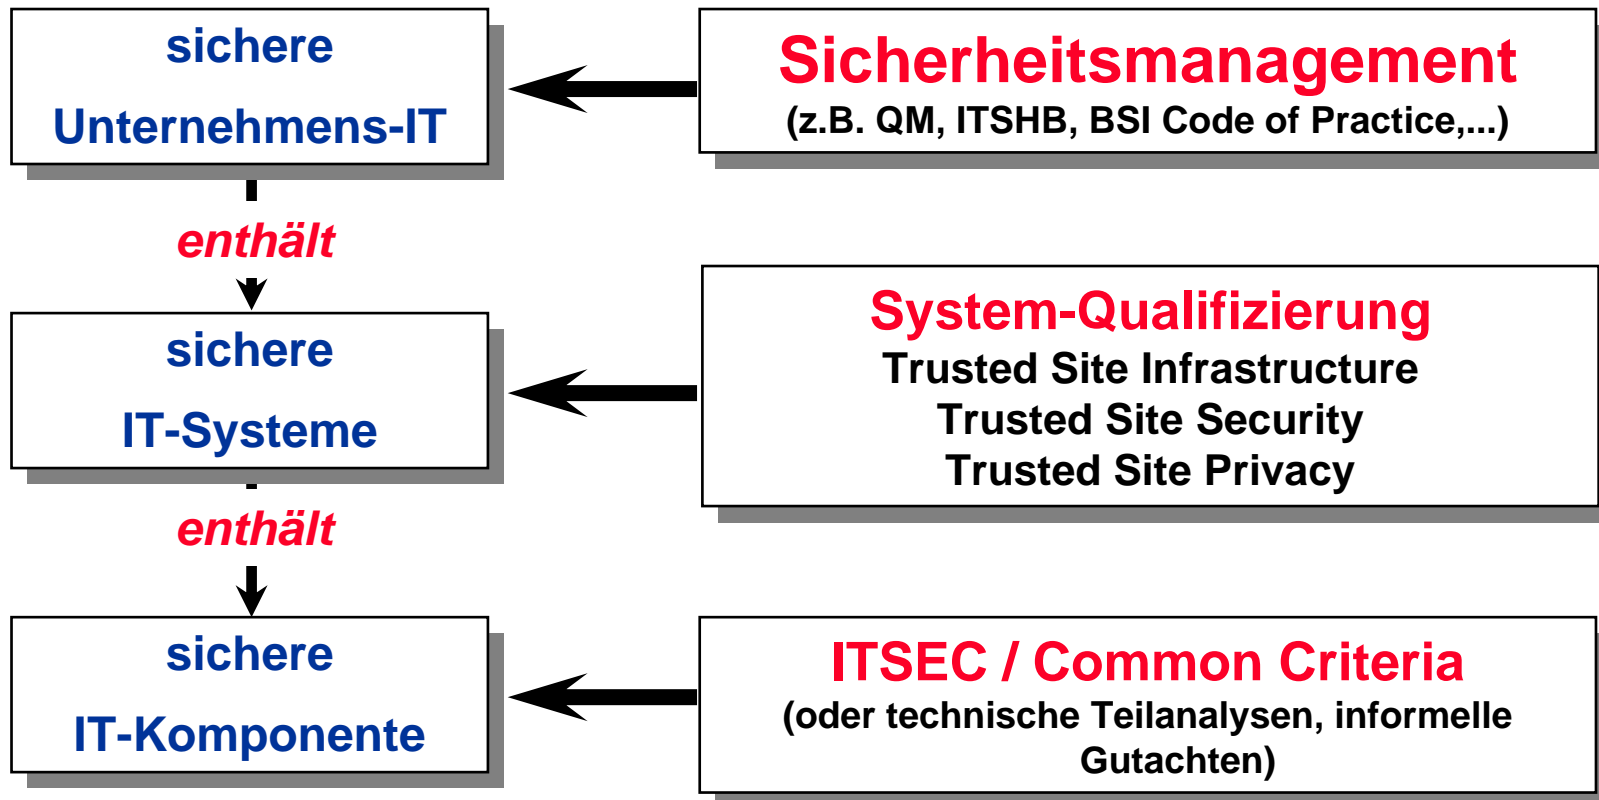 sichere
Unternehmens-IT
Sicherheitsmanagement
(z.B. QM, ITSHB, BSI Code of Practice,...)
enthält
sichere
IT-Systeme
System-Qualifizierung
Trusted Site Infrastructure
Trusted Site Security
Trusted Site Privacy
enthält
sichere
IT-Komponente
ITSEC / Common Criteria
(oder technische Teilanalysen, informelle
Gutachten)